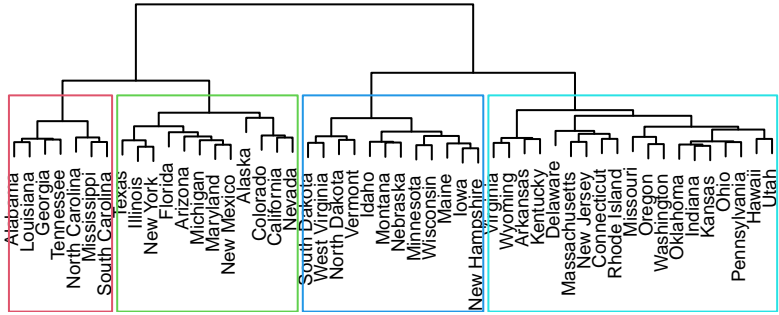 Alabama
Louisiana
Georgia
Tennessee
North Carolina
Mississippi
South Carolina
Texas
Illinois
New York
Florida
Arizona
Michigan
Maryland
New Mexico
Alaska
Colorado
California
Nevada
South Dakota
West Virginia
North Dakota
Vermont
Idaho
Montana
Nebraska
Minnesota
Wisconsin
Maine
Iowa
New Hampshire
Virginia
Wyoming
Arkansas
Kentucky
Delaware
Massachusetts
New Jersey
Connecticut
Rhode Island
Missouri
Oregon
Washington
Oklahoma
Indiana
Kansas
Ohio
Pennsylvania
Hawaii
Utah